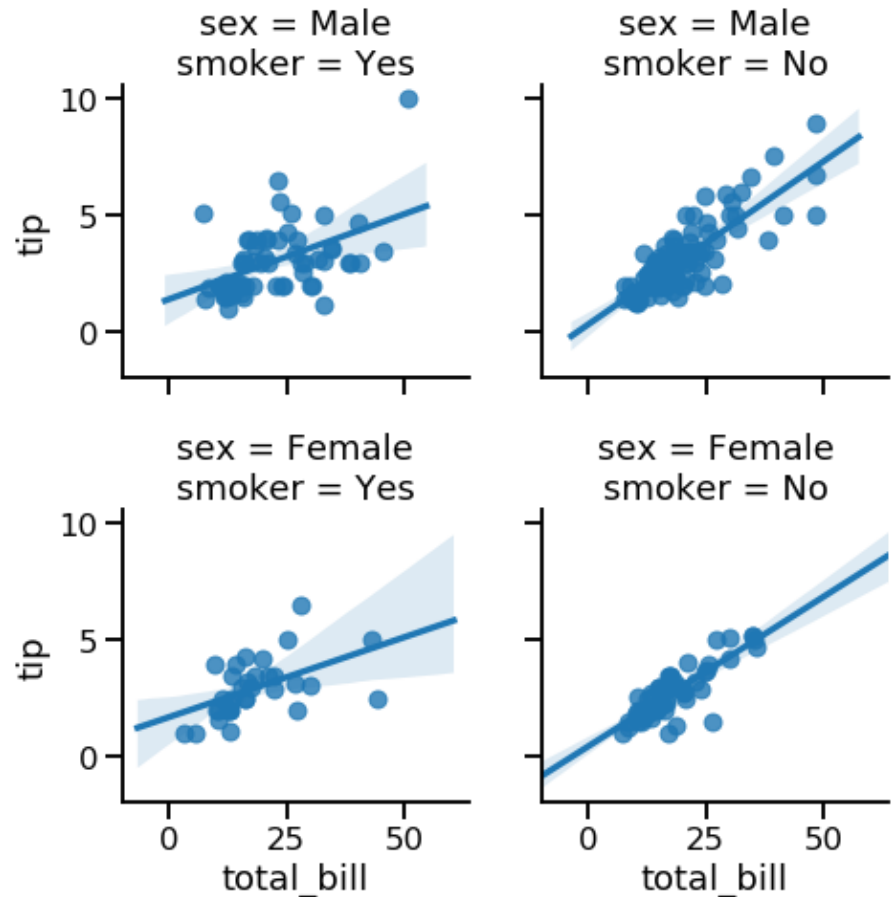 sex = Male
smoker = Yes
sex = Male
smoker = No
10
5
0
tip
sex = Female
smoker = Yes
sex = Female
smoker = No
10
5
0
tip
0 25 50
0 25 50
total_bill
total_bill